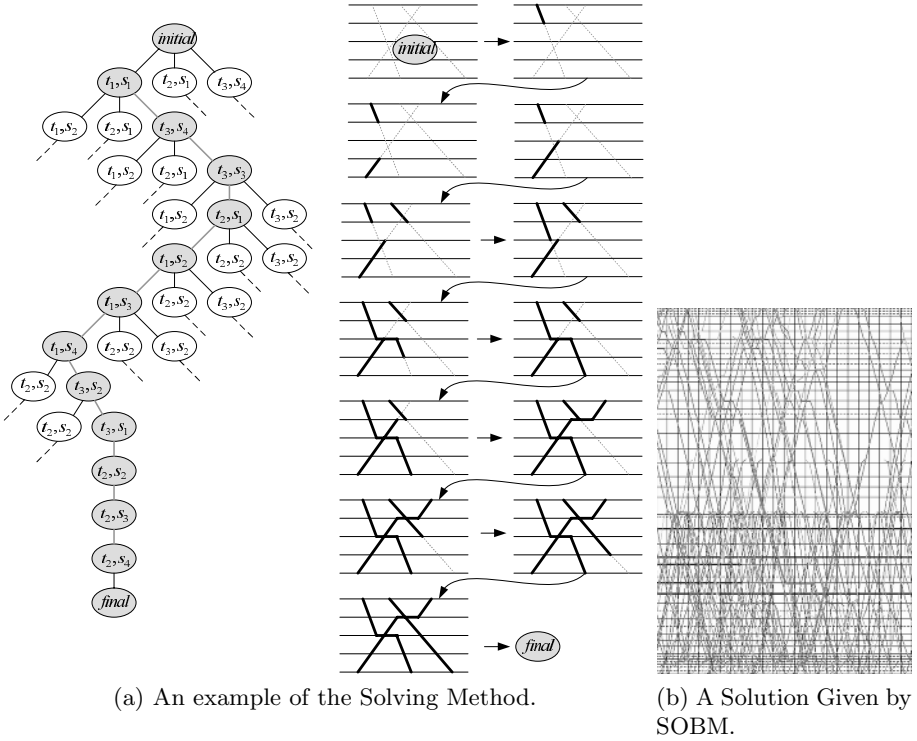 initial
t1,s1 t2,s1 t3,s4
t1,s2 t2,s1 t3,s4
t1,s2 t2,s1 t3,s3
t1,s2 t2,s1 t3,s2
t1,s2 t2,s2 t3,s2
t1,s3 t2,s2 t3,s2
t1,s4 t2,s2 t3,s2
t2,s2 t3,s2
t2,s2 t3,s1
t2,s2
t2,s3
t2,s4
final
initial
final
(a) An example of the Solving Method.
(b) A Solution Given by
SOBM.